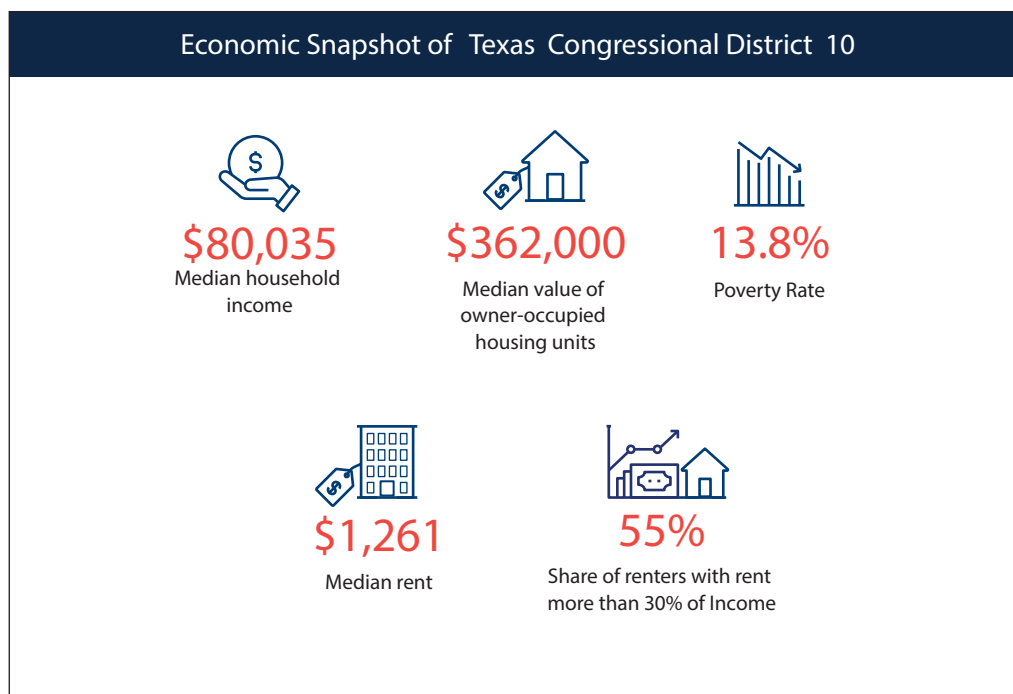 Economic Snapshot of Texas Congressional District 10
$
$
$80,035
Median household
income
$362,000
Median value of
owner-occupied
housing units
13.8%
Poverty Rate
$
$1,261
Median rent
55%
Share of renters with rent
more than 30% of Income